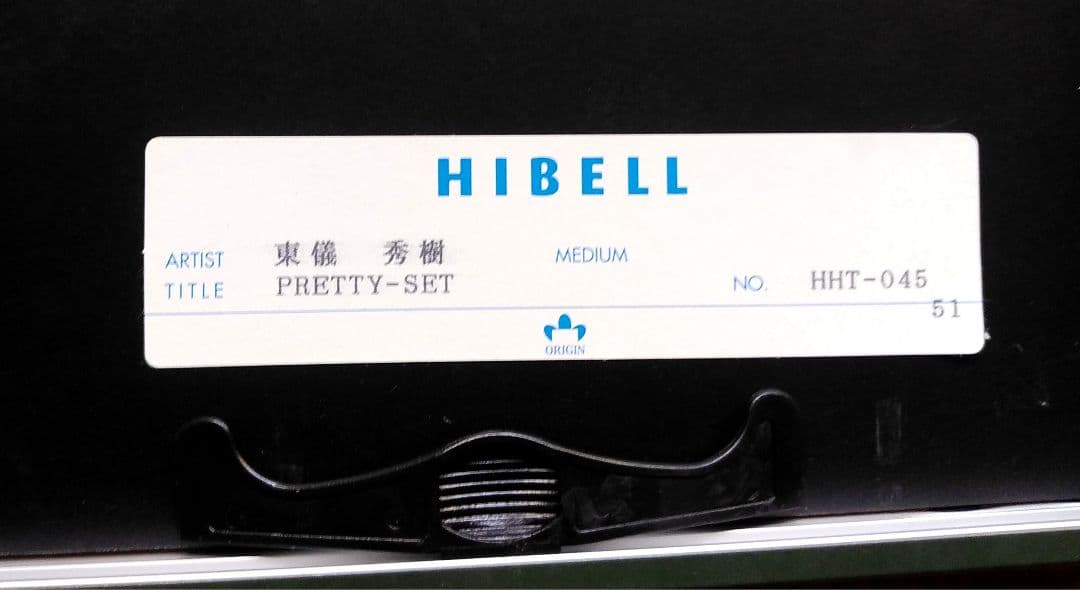 HIBELL
ARTIST 東儀 秀樹 MEDIUM
TITLE PRETTY-SET NO. HHT-045
51
ORIGIN